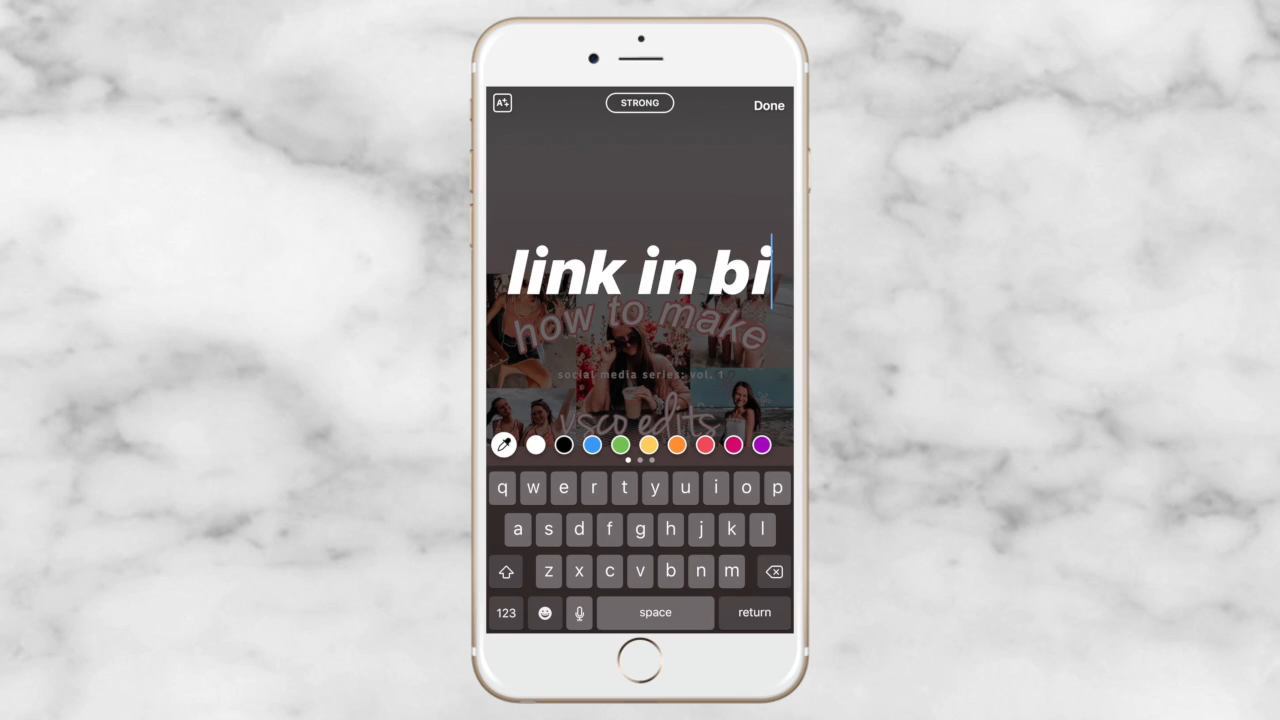 STRONG
Done
link in bi
how to make
social media series: vol. 1
vsco edits
q w e r t y u i o p
a s d f g h j k l
z x c v b n m
123 space return